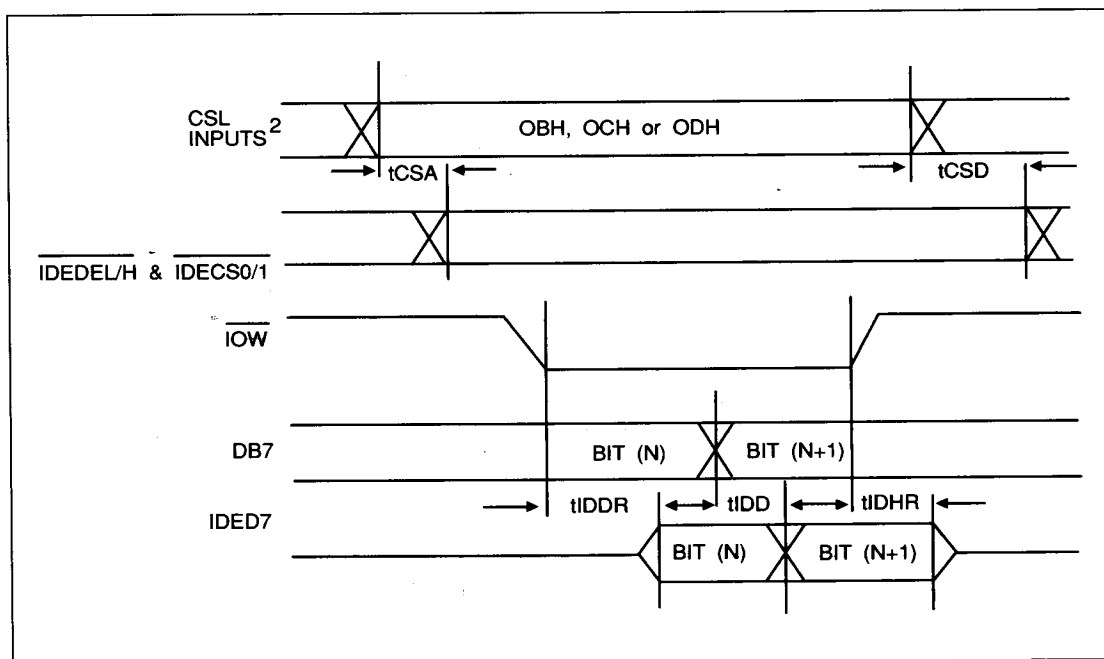 CSL
INPUTS2
OBH, OCH or ODH
tCSA
tCSD
IDEDEL/H & IDECS0/1
IOW
DB7
BIT (N)
BIT (N+1)
tIDDR
tIDD
tIDHR
IDED7
BIT (N)
BIT (N+1)